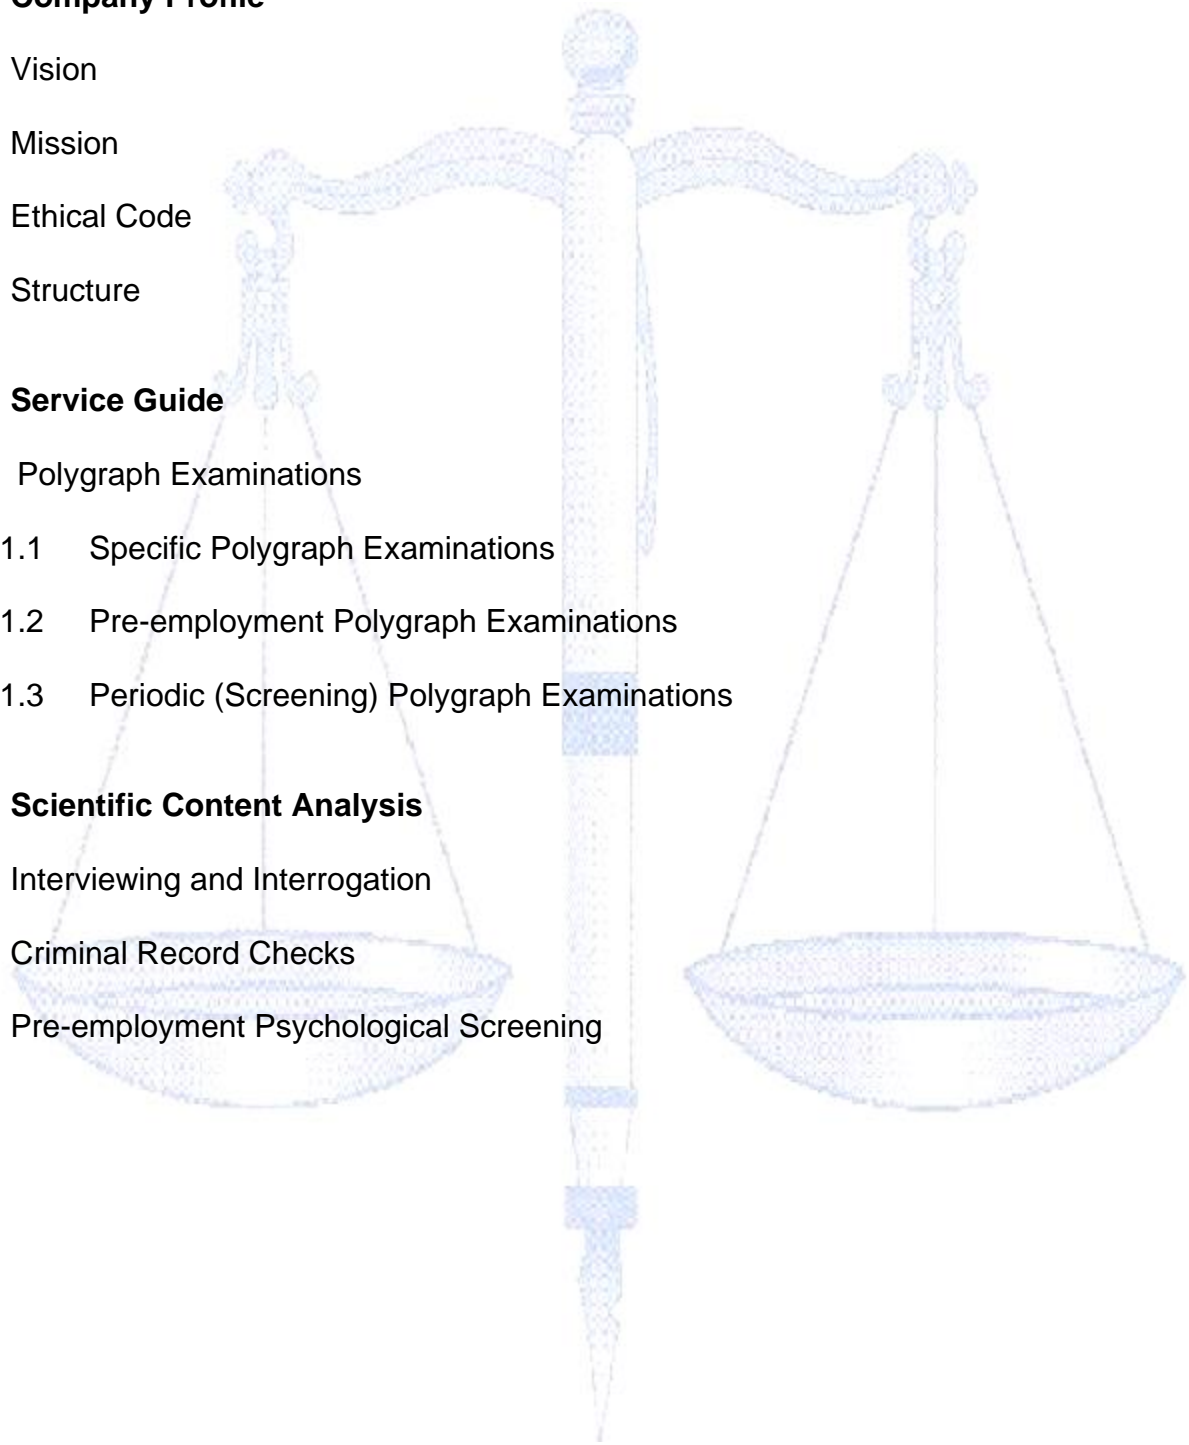 Company Profile
Vision
Mission
Ethical Code
Structure
Service Guide
Polygraph Examinations
1.1 Specific Polygraph Examinations
1.2 Pre-employment Polygraph Examinations
1.3 Periodic (Screening) Polygraph Examinations
Scientific Content Analysis
Interviewing and Interrogation
Criminal Record Checks
Pre-employment Psychological Screening